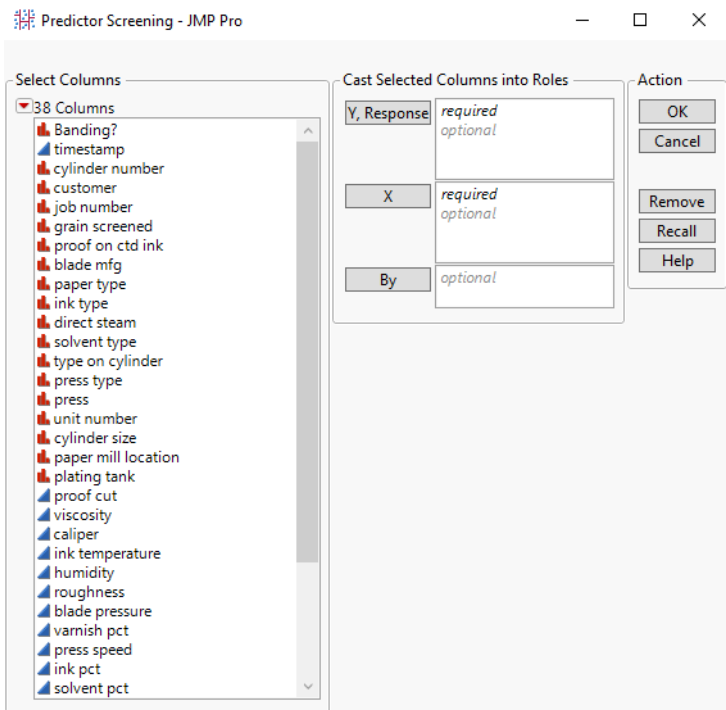 Predictor Screening - JMP Pro
Select Columns
38 Columns
Banding?
timestamp
cylinder number
customer
job number
grain screened
proof on ctd ink
blade mfg
paper type
ink type
direct steam
solvent type
type on cylinder
press type
press
unit number
cylinder size
paper mill location
plating tank
proof cut
viscosity
caliper
ink temperature
humidity
roughness
blade pressure
varnish pct
press speed
ink pct
solvent pct
Cast Selected Columns into Roles
Y, Response
required
optional
X
required
optional
By
optional
Action
OK
Cancel
Remove
Recall
Help